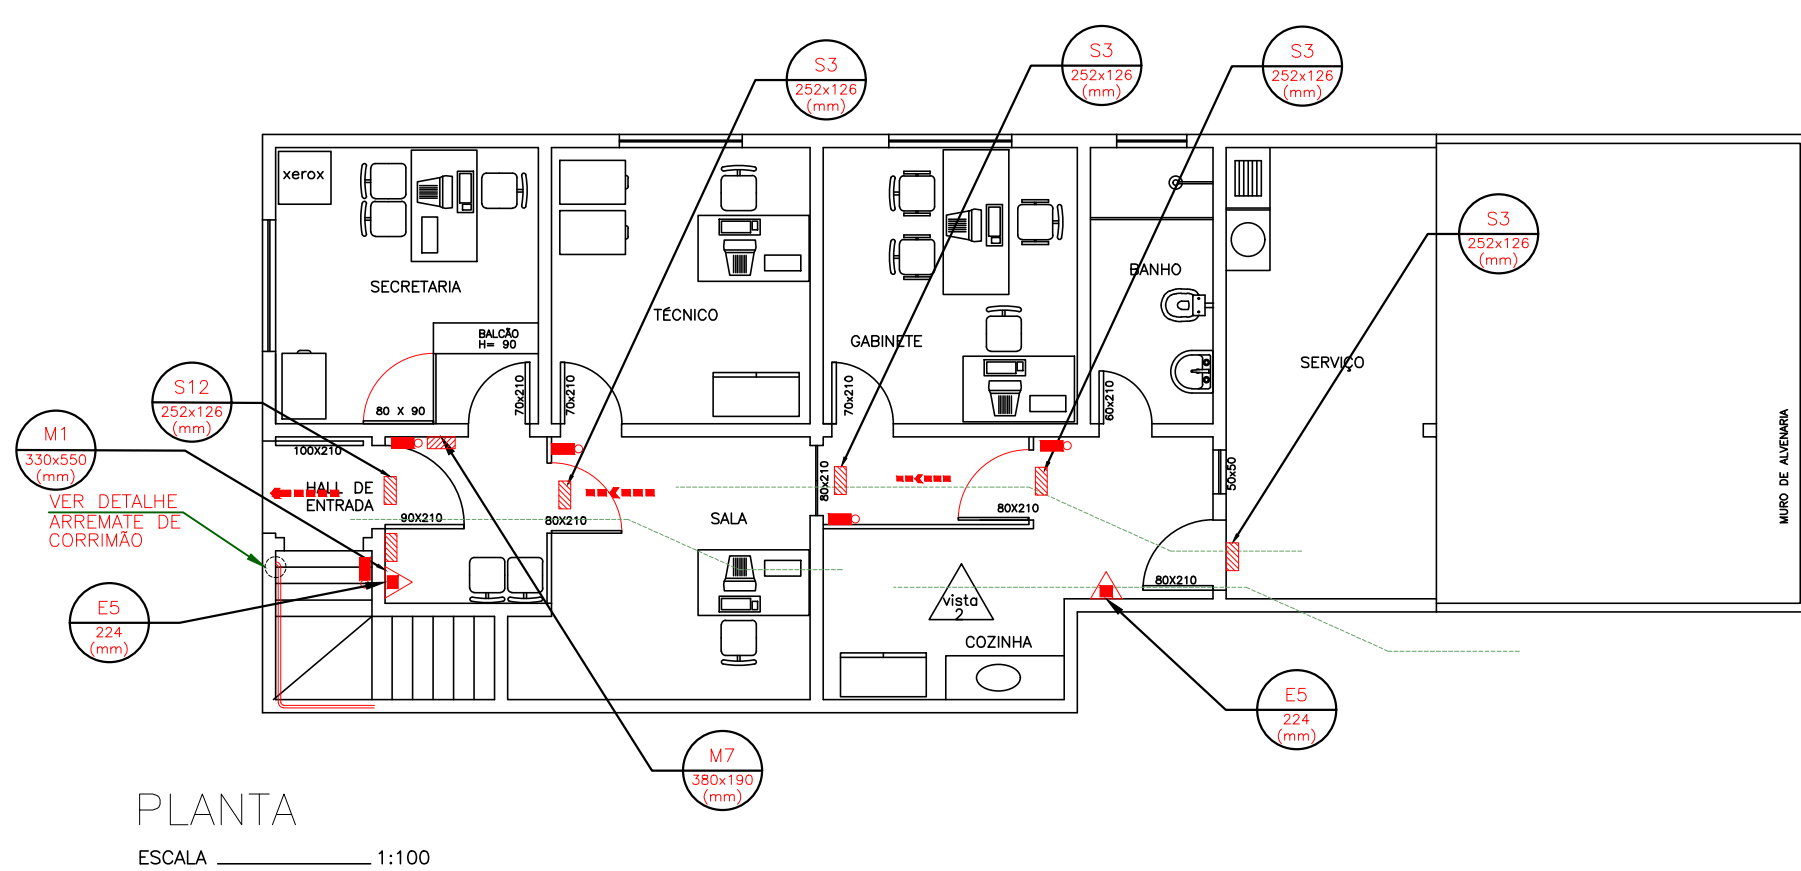 S3
252x126
(mm)
S3
252x126
(mm)
S3
252x126
(mm)
S3
252x126
(mm)
xerox
SECRETARIA
BALCÃO
H= 90
TÉCNICO
GABINETE
BANHO
SERVIÇO
MURO DE ALVENARIA
S12
252x126
(mm)
M1
330x550
(mm)
VER DETALHE
ARREMATE DE
CORRIMÃO
80 X 90
70x210
70x210
70x210
60x210
100X210
HALL DE
ENTRADA
90X210
80X210
SALA
80x210
80X210
50x50
80X210
E5
224
(mm)
vista
2
COZINHA
E5
224
(mm)
M7
380x190
(mm)
PLANTA
ESCALA 1:100